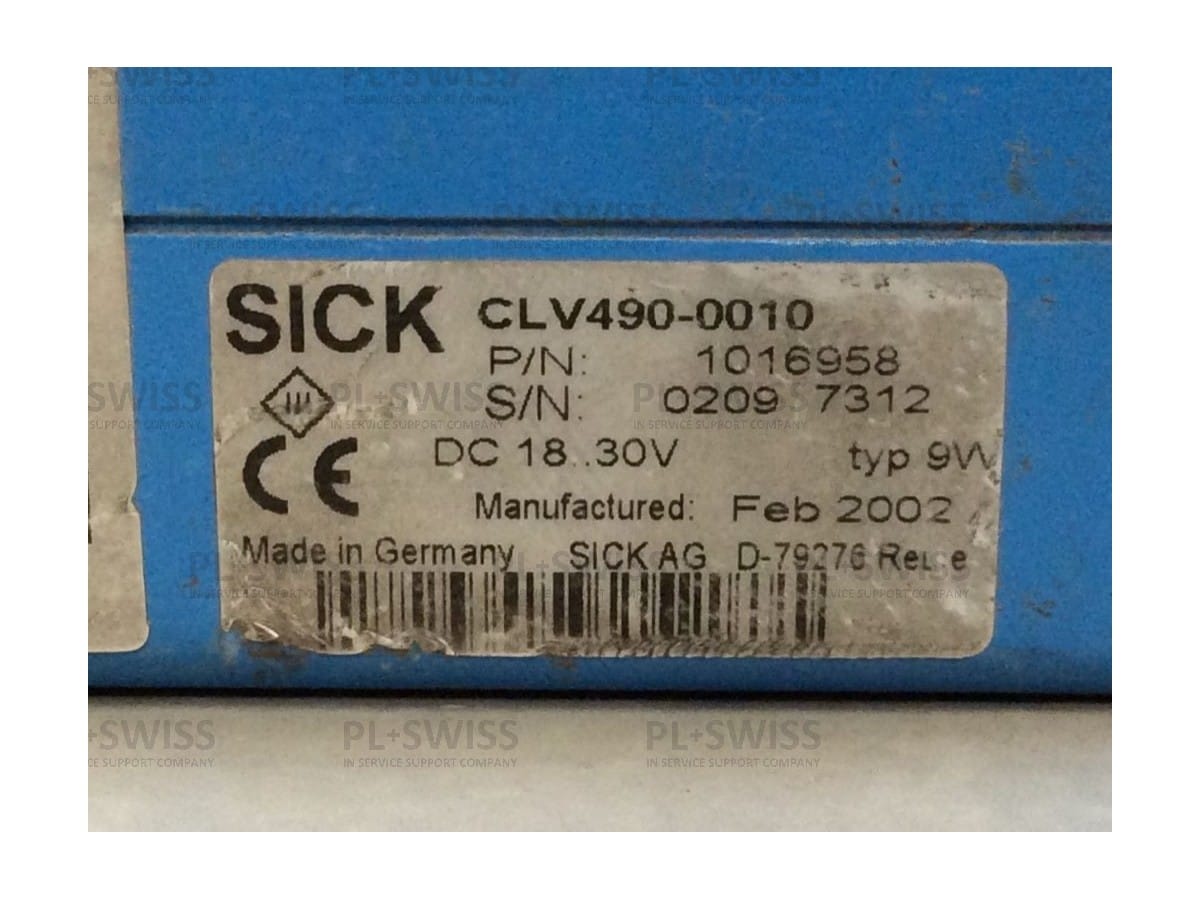 SICK CLV490-0010
P/N: 1016958
S/N: 0209 7312
DC 18..30V typ 9W
CE
Manufactured: Feb 2002
Made in Germany SICK AG D-79276
PL+SWISS
IN SERVICE SUPPORT COMPANY